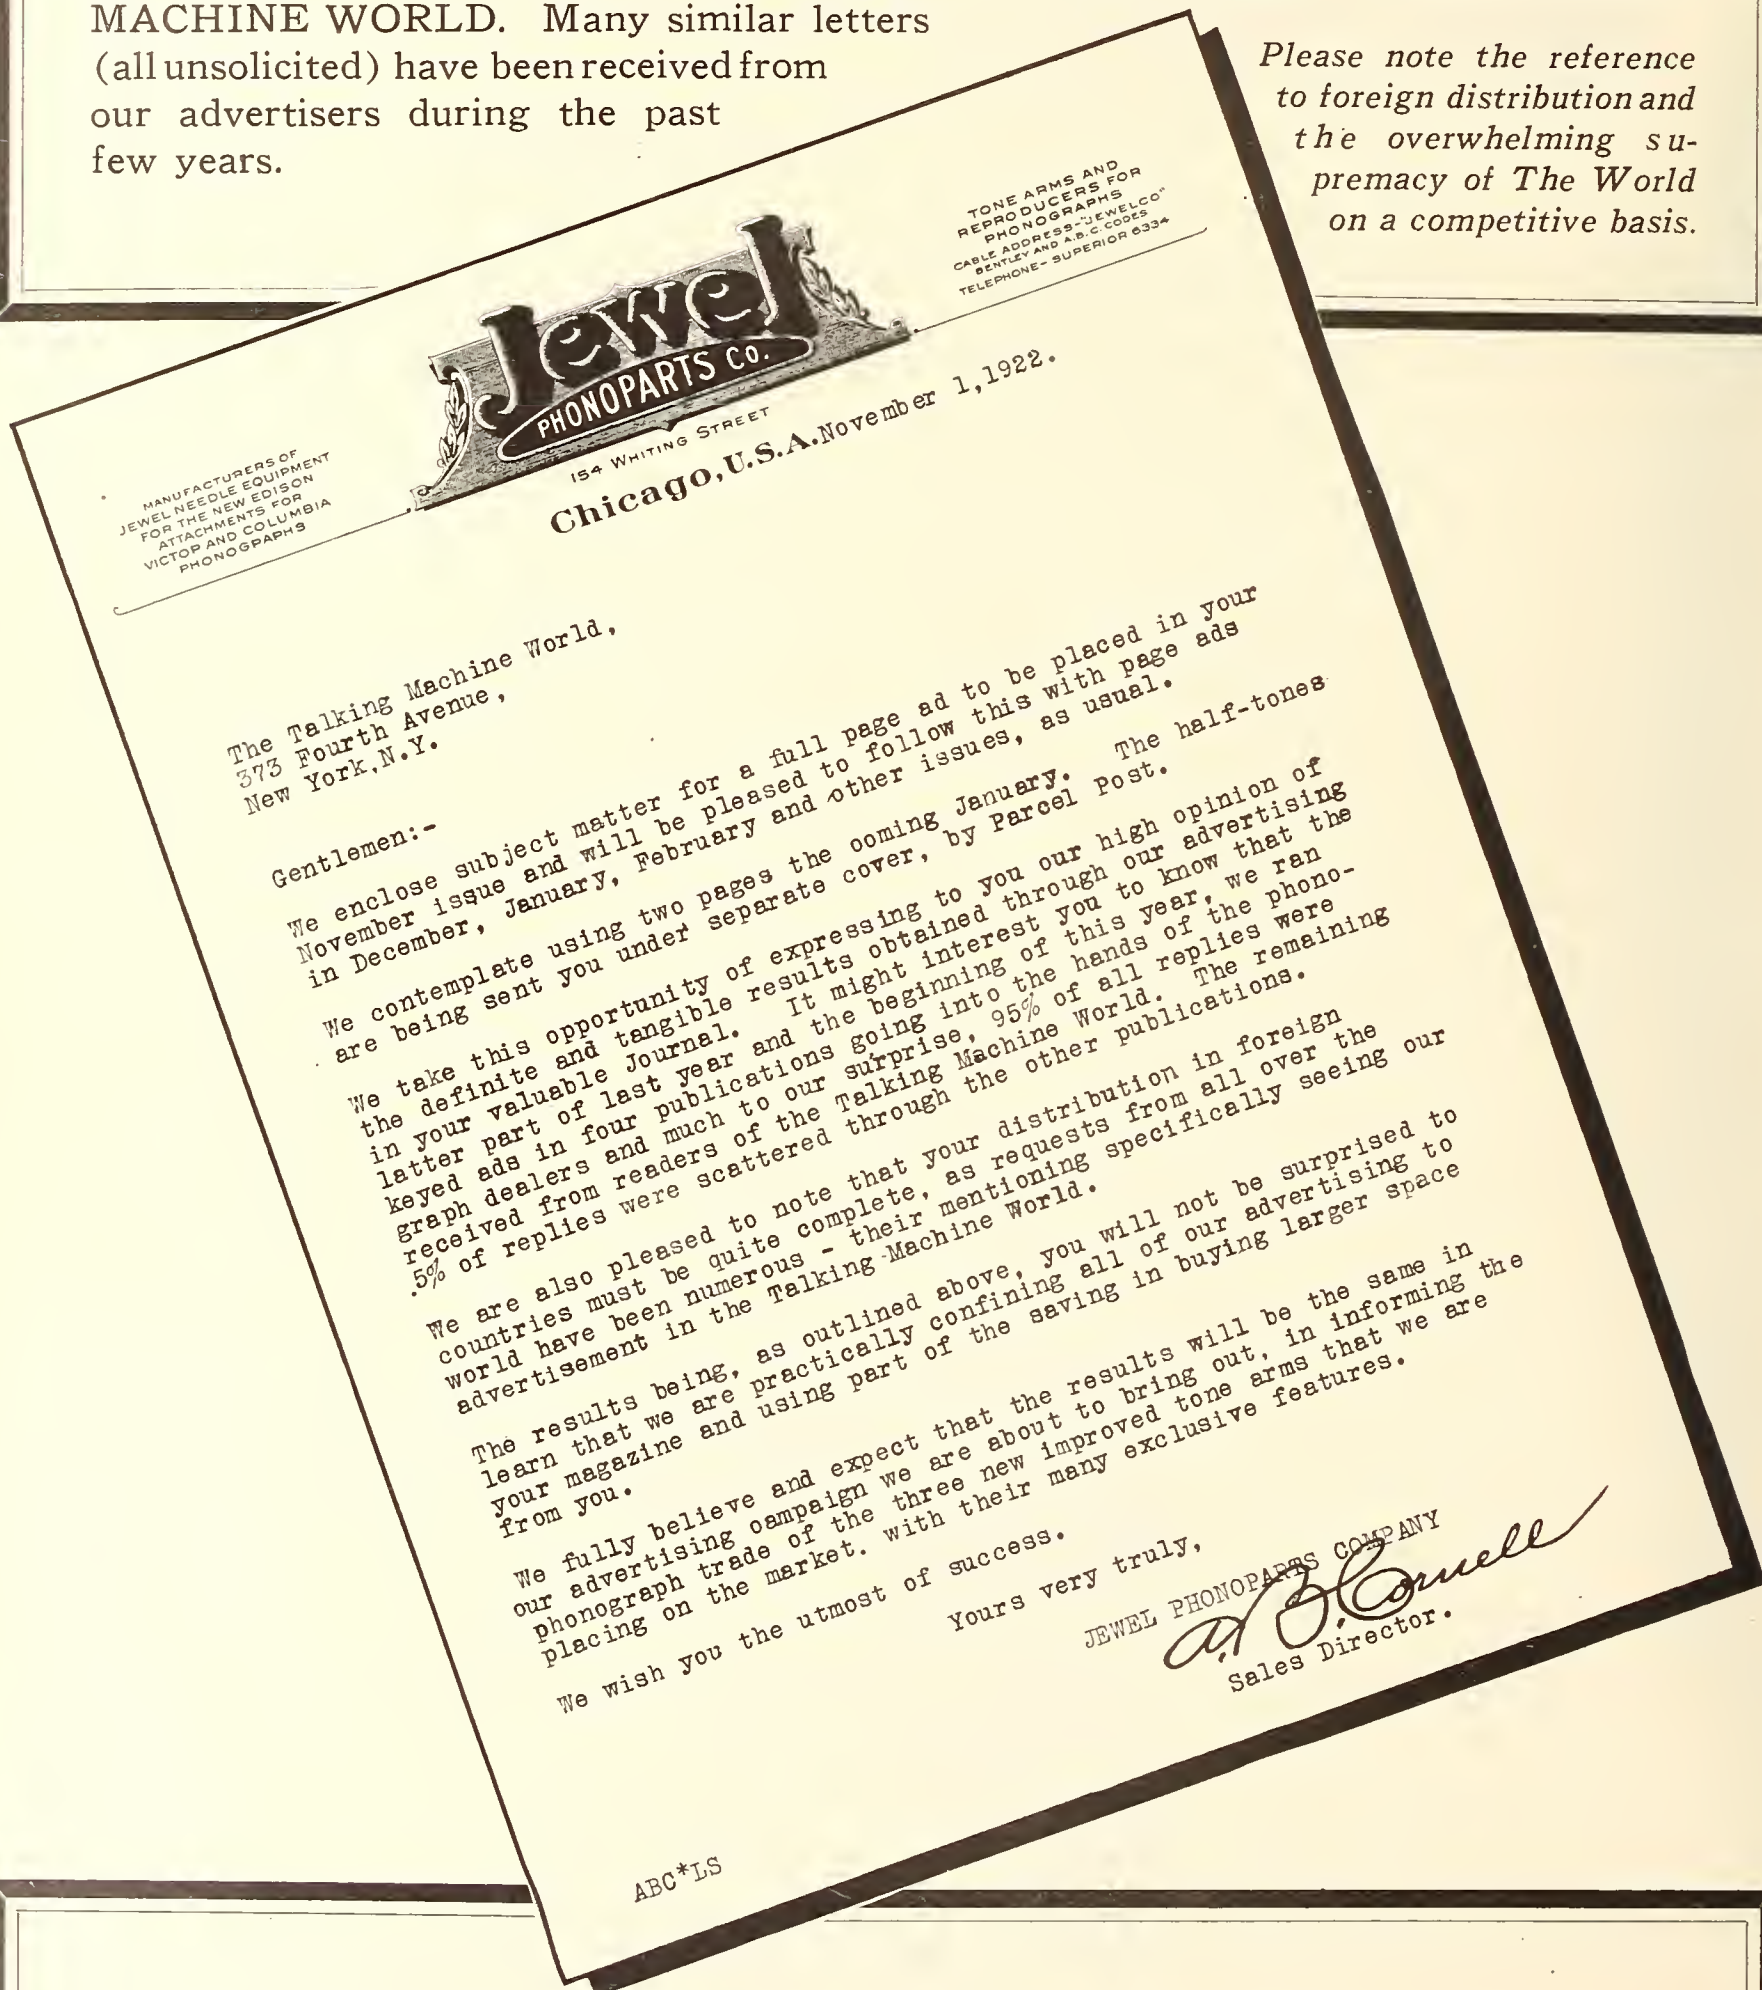 MACHINE WORLD. Many similar letters
(all unsolicited) have been received from
our advertisers during the past
few years.
Please note the reference
to foreign distribution and
the overwhelming su-
premacy of The World
on a competitive basis.
TONE ARMS AND
REPRODUCERS FOR
PHONOGRAPHS
CABLE ADDRESS-"JEWELCO"
BENTLEY AND A.B.C. CODES
TELEPHONE- SUPERIOR 6334
Jewel
PHONOPARTS Co.
154 WHITING STREET
Chicago,U.S.A. November 1,1922.
MANUFACTURERS OF
JEWEL NEEDLE EQUIPMENT
FOR THE NEW EDISON
ATTACHMENTS FOR
VICTOR AND COLUMBIA
PHONOGRAPHS
The Talking Machine World,
373 Fourth Avenue,
New York,N.Y.
Gentlemen:-
We enclose subject matter for a full page ad to be placed in your
November issue and will be pleased to follow this with page ads
in December, January, February and other issues, as usual.
We contemplate using two pages the coming January. The half-tones
are being sent you under separate cover, by Parcel Post.
We take this opportunity of expressing to you our high opinion of
the definite and tangible results obtained through our advertising
in your valuable Journal. It might interest you to know that the
latter part of last year and the beginning of this year, we ran
keyed ads in four publications going into the hands of the phono-
graph dealers and much to our surprise, 95% of all replies were
received from readers of the Talking Machine World. The remaining
5% of replies were scattered through the other publications.
We are also pleased to note that your distribution in foreign
countries must be quite complete, as requests from all over the
world have been numerous - their mentioning specifically seeing our
advertisement in the Talking Machine World.
The results being, as outlined above, you will not be surprised to
learn that we are practically confining all of our advertising to
your magazine and using part of the saving in buying larger space
from you.
We fully believe and expect that the results will be the same in
our advertising campaign we are about to bring out, in informing the
phonograph trade of the three new improved tone arms that we are
placing on the market. with their many exclusive features.
We wish you the utmost of success.
Yours very truly,
JEWEL PHONOPARTS COMPANY
A B Cornell
Sales Director.
ABC*LS